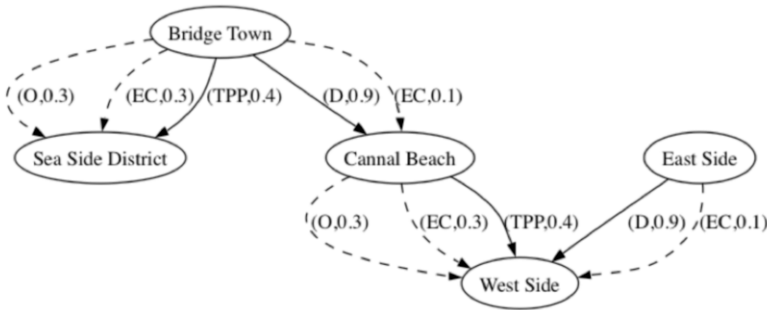 Bridge Town
(O,0.3) (EC,0.3) (TPP,0.4) (D,0.9) (EC,0.1)
Sea Side District Cannal Beach East Side
(O,0.3) (EC,0.3) (TPP,0.4) (D,0.9) (EC,0.1)
West Side